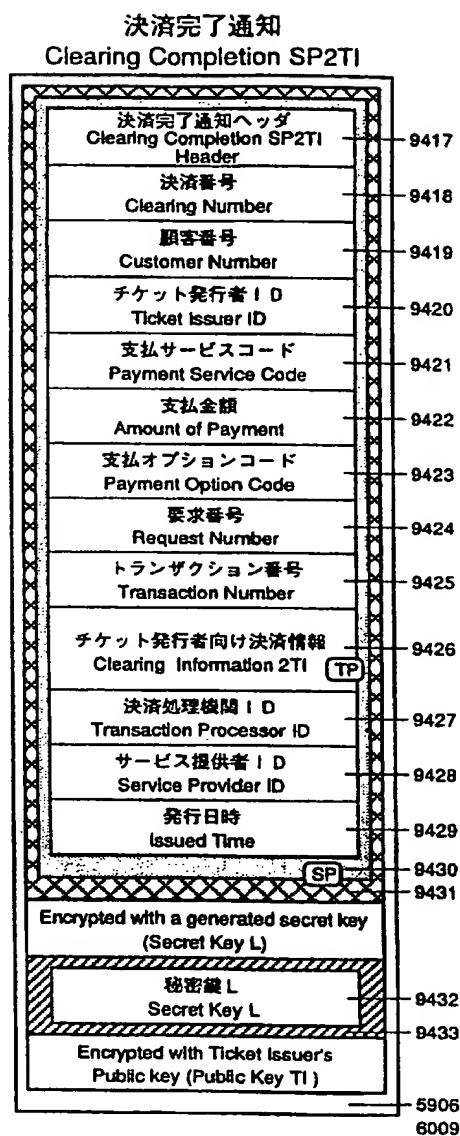 決済完了通知
Clearing Completion SP2TI
決済完了通知ヘッダ
Clearing Completion SP2TI
Header
9417
決済番号
Clearing Number
9418
顧客番号
Customer Number
9419
チケット発行者ID
Ticket Issuer ID
9420
支払サービスコード
Payment Service Code
9421
支払金額
Amount of Payment
9422
支払オプションコード
Payment Option Code
9423
要求番号
Request Number
9424
トランザクション番号
Transaction Number
9425
チケット発行者向け決済情報
Clearing Information 2TI
TP
9426
決済処理機関ID
Transaction Processor ID
9427
サービス提供者ID
Service Provider ID
9428
発行日時
Issued Time
9429
SP
9430
9431
Encrypted with a generated secret key
(Secret Key L)
秘密鍵L
Secret Key L
9432
9433
Encrypted with Ticket Issuer's
Public key (Public Key TI )
5906
6009